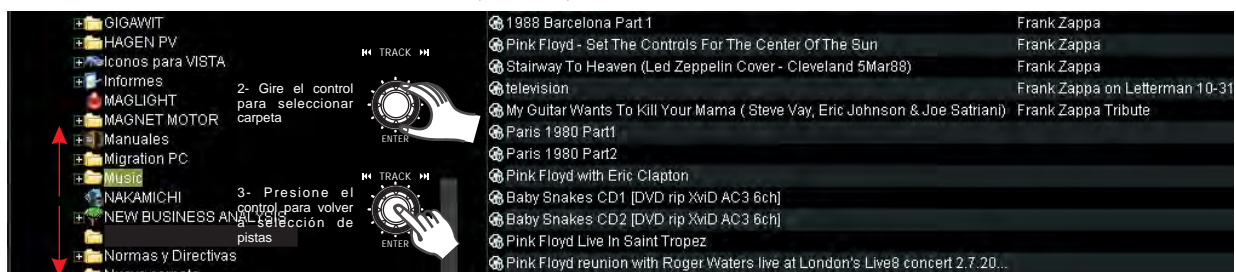 GIGAWIT
HAGEN PV
Iconos para VISTA
Informes
MAGLIGHT
MAGNET MOTOR
Manuales
Migration PC
Music
NAKAMICHI
NEW BUSINESS ANALYSIS
Normas y Directivas
TRACK
2- Gire el control
para seleccionar
carpeta
ENTER
TRACK
3- Presione el
control para volver
a selección de
pistas
ENTER
1988 Barcelona Part 1 Frank Zappa
Pink Floyd - Set The Controls For The Center Of The Sun Frank Zappa
Stairway To Heaven (Led Zeppelin Cover - Cleveland 5Mar88) Frank Zappa
television Frank Zappa on Letterman 10-31
My Guitar Wants To Kill Your Mama ( Steve Vay, Eric Johnson & Joe Satriani) Frank Zappa Tribute
Paris 1980 Part1
Paris 1980 Part2
Pink Floyd with Eric Clapton
Baby Snakes CD1 [DVD rip XviD AC3 6ch]
Baby Snakes CD2 [DVD rip XviD AC3 6ch]
Pink Floyd Live In Saint Tropez
Pink Floyd reunion with Roger Waters live at London's Live8 concert 2.7.20...